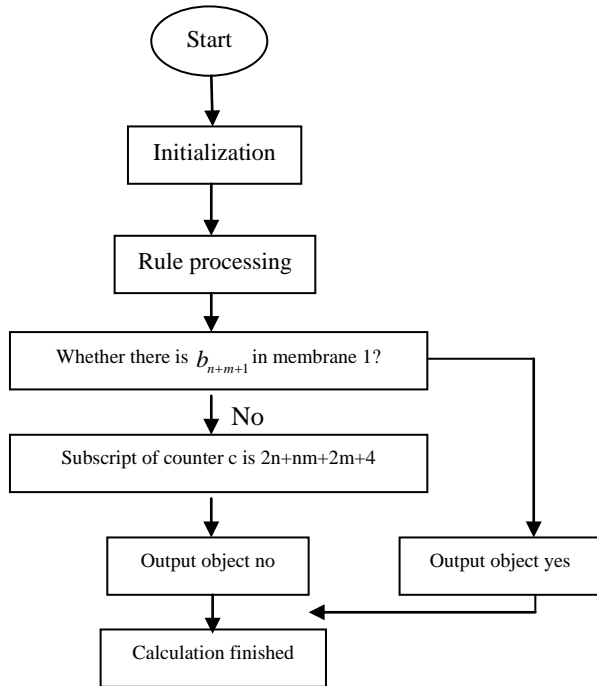 Start
Initialization
Rule processing
Whether there is b_{n+m+1} in membrane 1?
No
Subscript of counter c is 2n+nm+2m+4
Output object no
Output object yes
Calculation finished